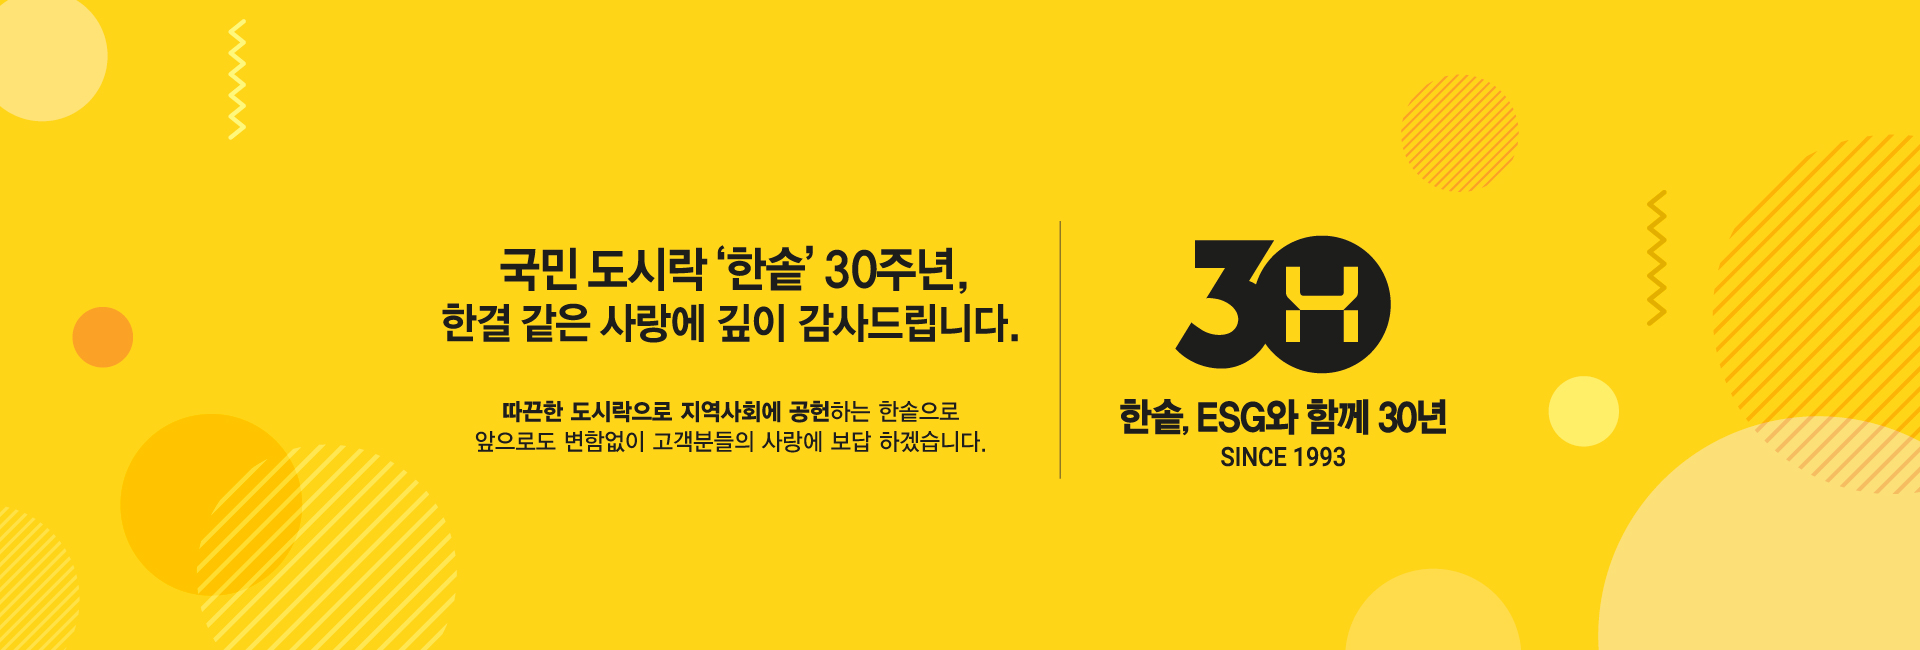 국민 도시락 ‘한솥’ 30주년,
한결 같은 사랑에 깊이 감사드립니다.
따끈한 도시락으로 지역사회에 공헌하는 한솥으로
앞으로도 변함없이 고객분들의 사랑에 보답 하겠습니다.
30
H
한솥, ESG와 함께 30년
SINCE 1993